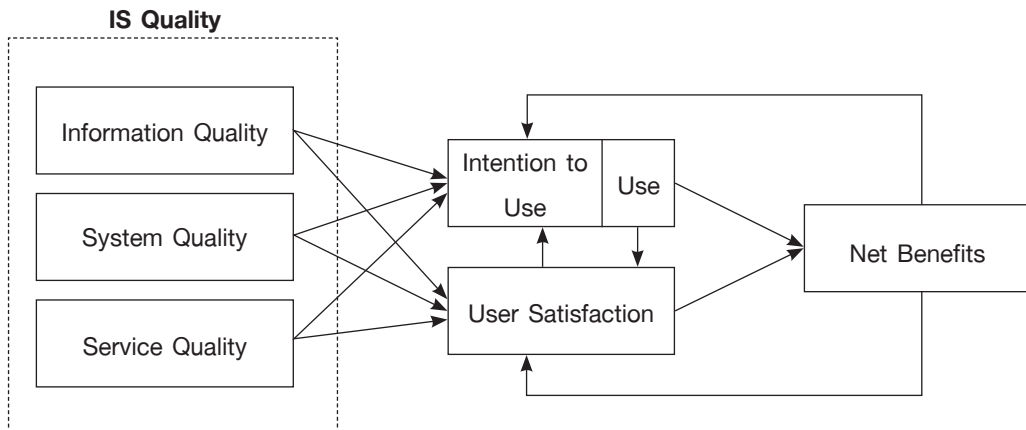 IS Quality
Information Quality
System Quality
Service Quality
Intention to
Use
Use
User Satisfaction
Net Benefits